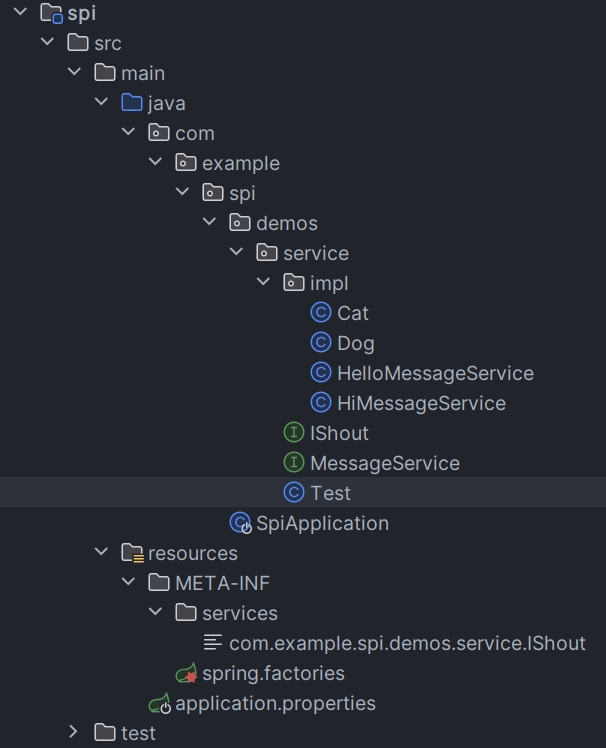 spi
src
main
java
com
example
spi
demos
service
impl
C Cat
C Dog
C HelloMessageService
C HiMessageService
I IShout
I MessageService
C Test
C SpiApplication
resources
META-INF
services
com.example.spi.demos.service.IShout
spring.factories
application.properties
test